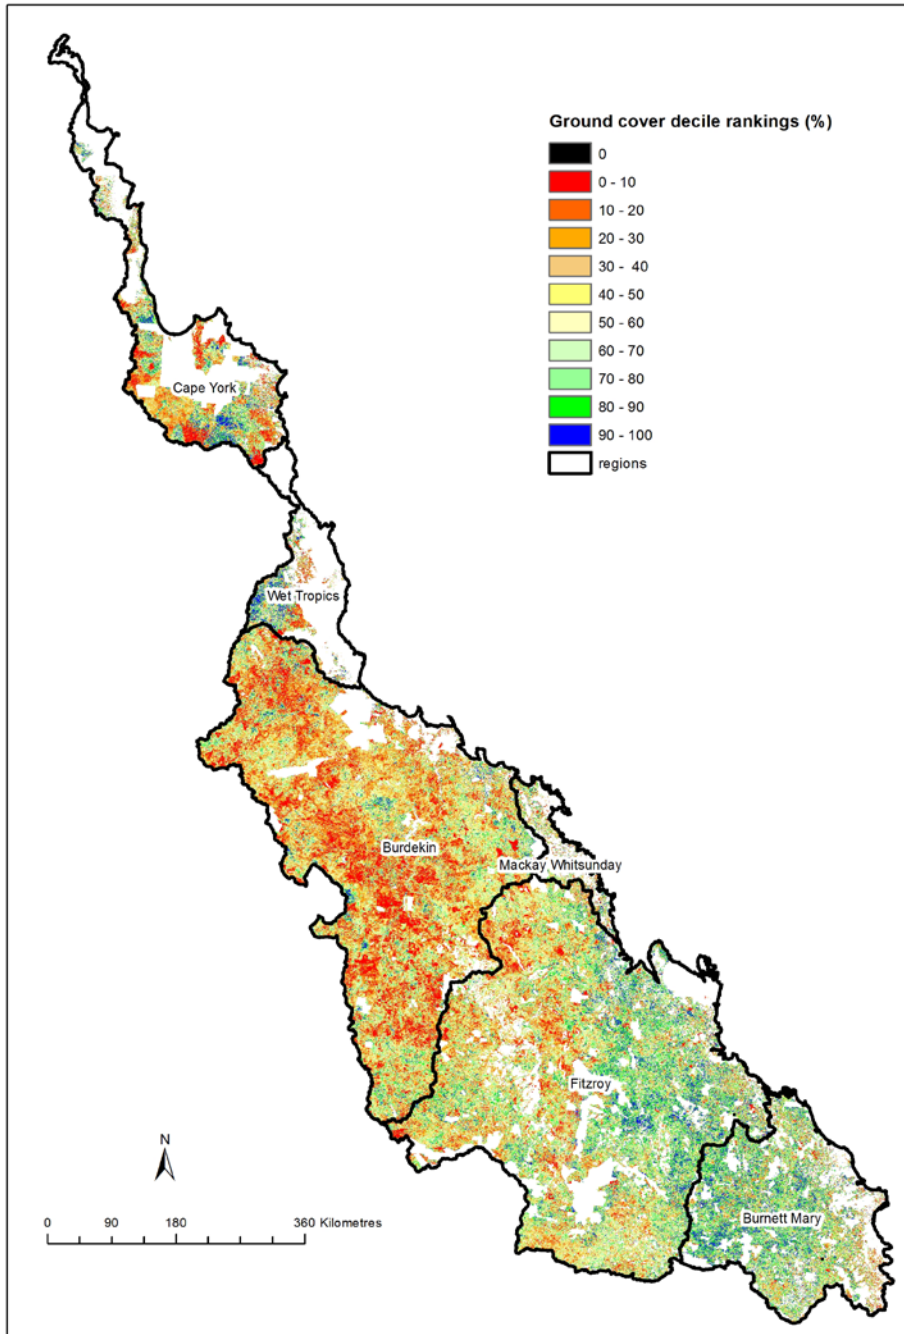 Ground cover decile rankings (%)
0
0 - 10
10 - 20
20 - 30
30 - 40
40 - 50
50 - 60
60 - 70
70 - 80
80 - 90
90 - 100
regions
Cape York
Wet Tropics
Burdekin
Mackay Whitsunday
Fitzroy
Burnett Mary
N
0 90 180 360 Kilometres